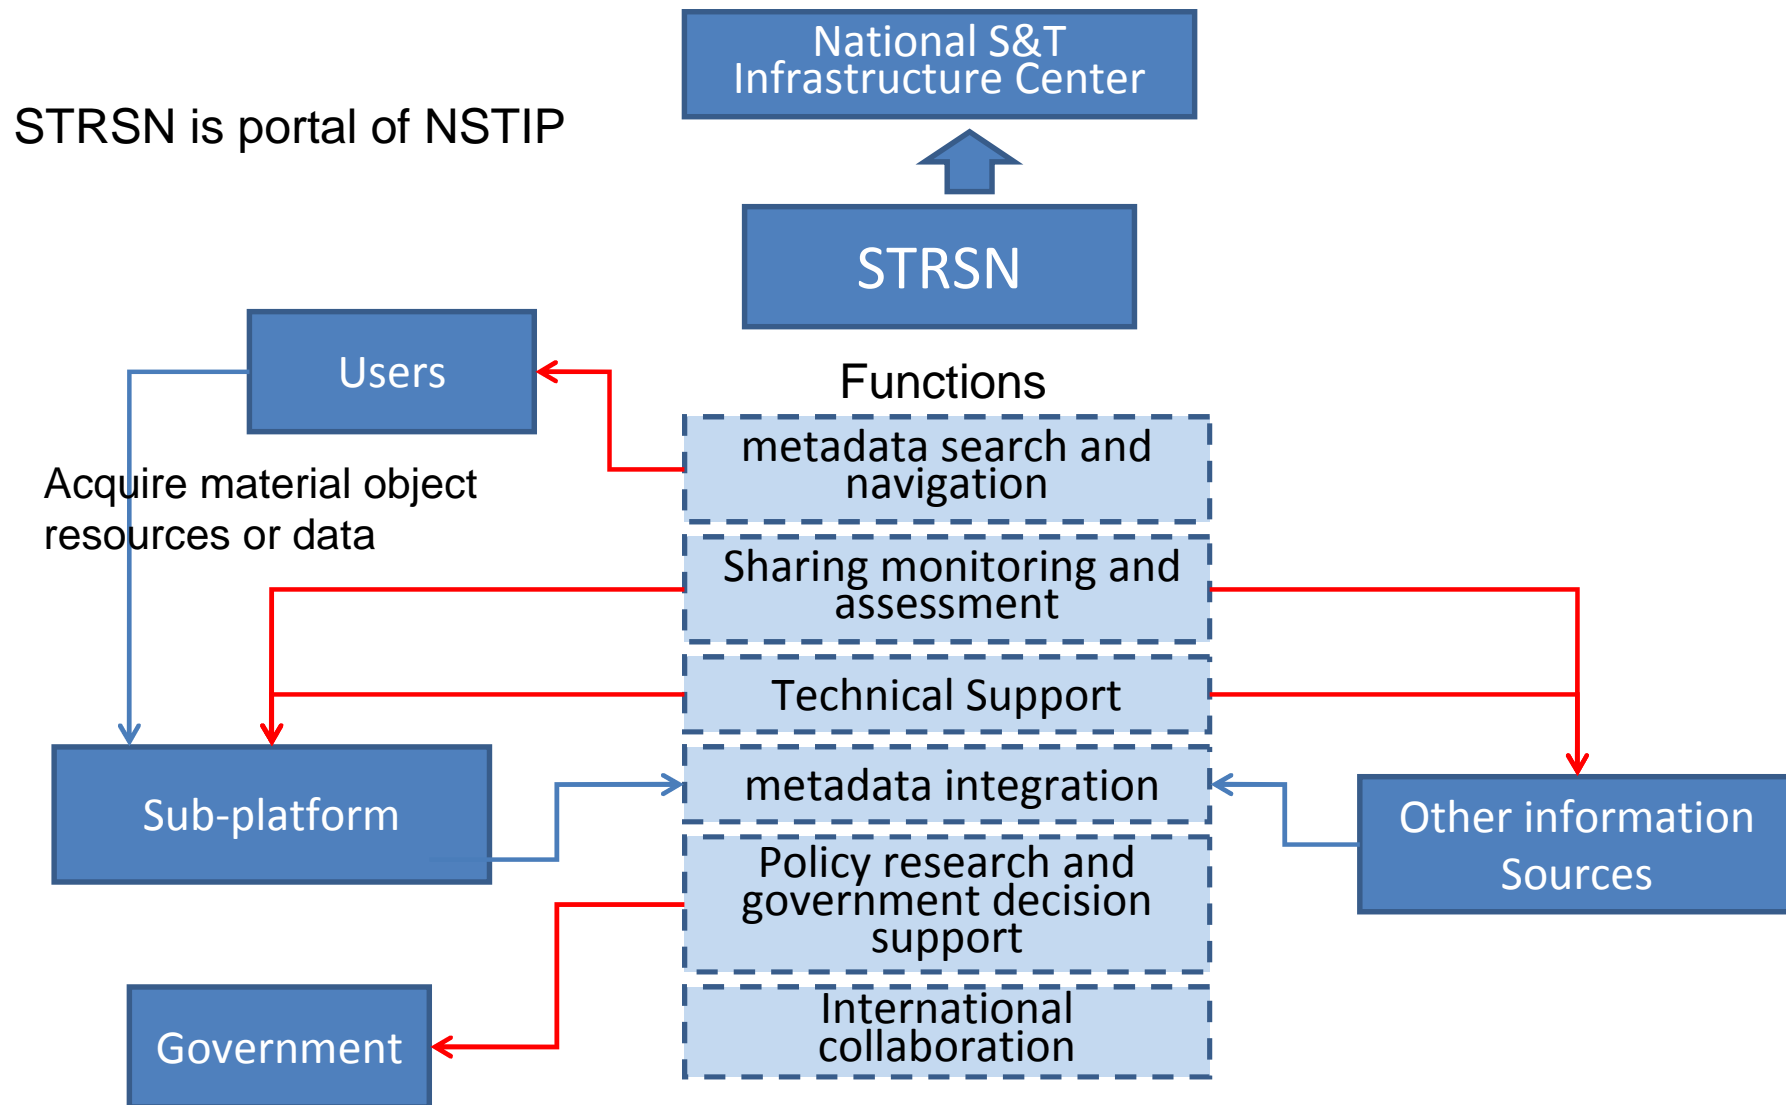 National S&T
Infrastructure Center
STRSN is portal of NSTIP
STRSN
Users
Functions
metadata search and
navigation
Acquire material object
resources or data
Sharing monitoring and
assessment
Technical Support
metadata integration
Sub-platform
Other information
Sources
Policy research and
government decision
support
International
collaboration
Government